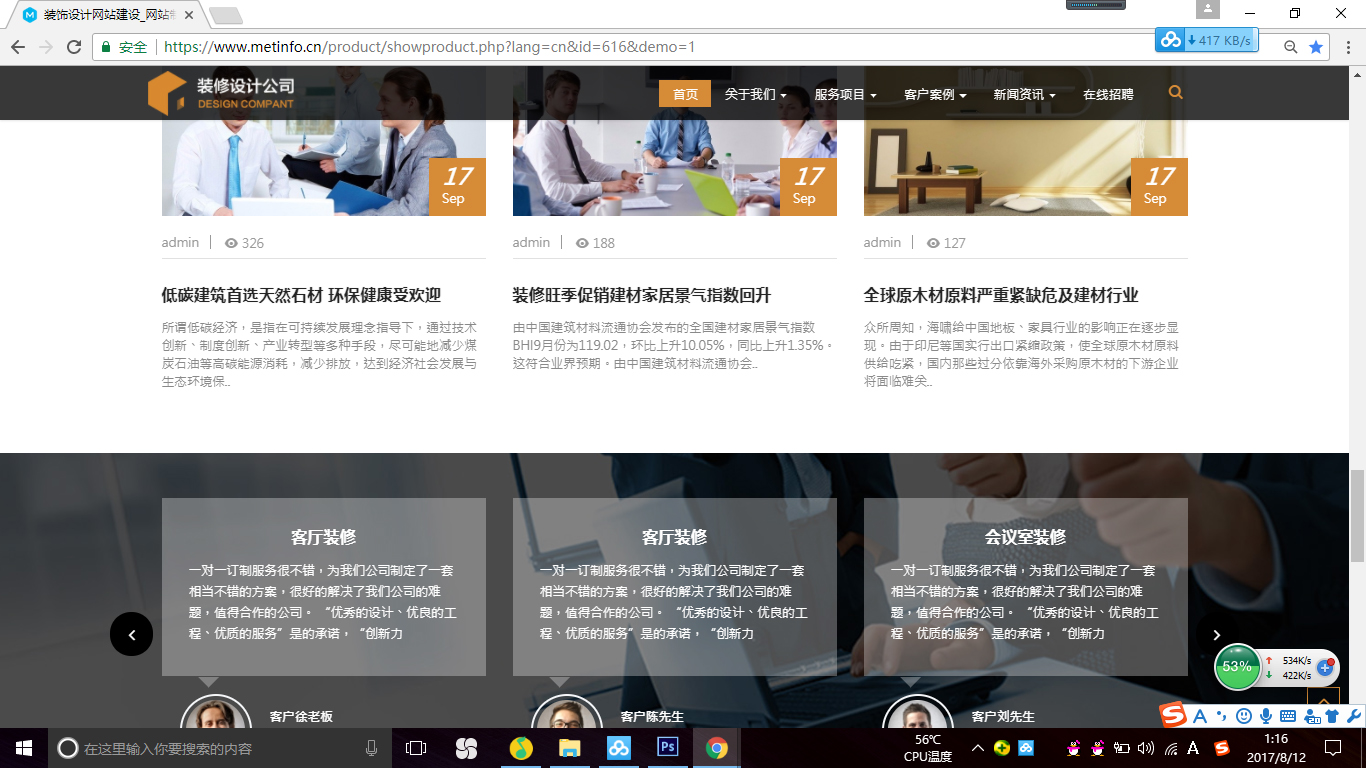 装饰设计网站建设_网站制
417 KB/s
安全
https://www.metinfo.cn/product/showproduct.php?lang=cn&id=616&demo=1
装修设计公司
DESIGN COMPANT
首页 关于我们 服务项目 客户案例 新闻资讯 在线招聘
17
Sep
17
Sep
17
Sep
admin 326
admin 188
admin 127
低碳建筑首选天然石材 环保健康受欢迎
所谓低碳经济，是指在可持续发展理念指导下，通过技术
创新、制度创新、产业转型等多种手段，尽可能地减少煤
炭石油等高碳能源消耗，减少排放，达到经济社会发展与
生态环境保..
装修旺季促销建材家居景气指数回升
由中国建筑材料流通协会发布的全国建材家居景气指数
BHI9月份为119.02，环比上升10.05%，同比上升1.35%。
这符合业界预期。由中国建筑材料流通协会..
全球原木材原料严重紧缺危及建材行业
众所周知，海啸给中国地板、家具行业的影响正在逐步显
现。由于印尼等国实行出口紧缩政策，使全球原木材原料
供给吃紧，国内那些过分依靠海外采购原木材的下游企业
将面临难关..
客厅装修
一对一订制服务很不错，为我们公司制定了一套
相当不错的方案，很好的解决了我们公司的难
题，值得合作的公司。“优秀的设计、优良的工
程、优质的服务”是的承诺，“创新力
客户徐老板
客厅装修
一对一订制服务很不错，为我们公司制定了一套
相当不错的方案，很好的解决了我们公司的难
题，值得合作的公司。“优秀的设计、优良的工
程、优质的服务”是的承诺，“创新力
客户陈先生
会议室装修
一对一订制服务很不错，为我们公司制定了一套
相当不错的方案，很好的解决了我们公司的难
题，值得合作的公司。“优秀的设计、优良的工
程、优质的服务”是的承诺，“创新力
客户刘先生
53%
534K/s
422K/s
在这里输入你要搜索的内容
Ps
56℃
CPU温度
A
1:16
2017/8/12